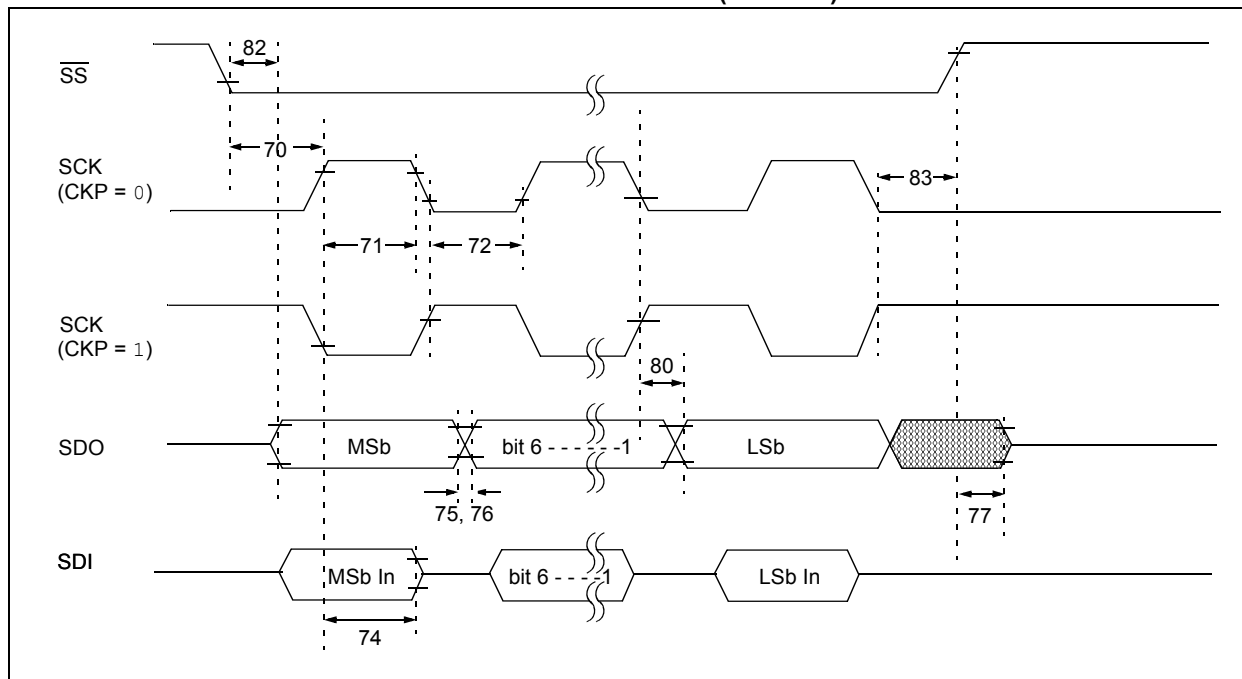 82
SS
70
SCK
(CKP = 0)
83
71
72
SCK
(CKP = 1)
80
SDO
MSb
bit 6 - - - - - -1
LSb
75, 76
77
SDI
MSb In
bit 6 - - - -1
LSb In
74